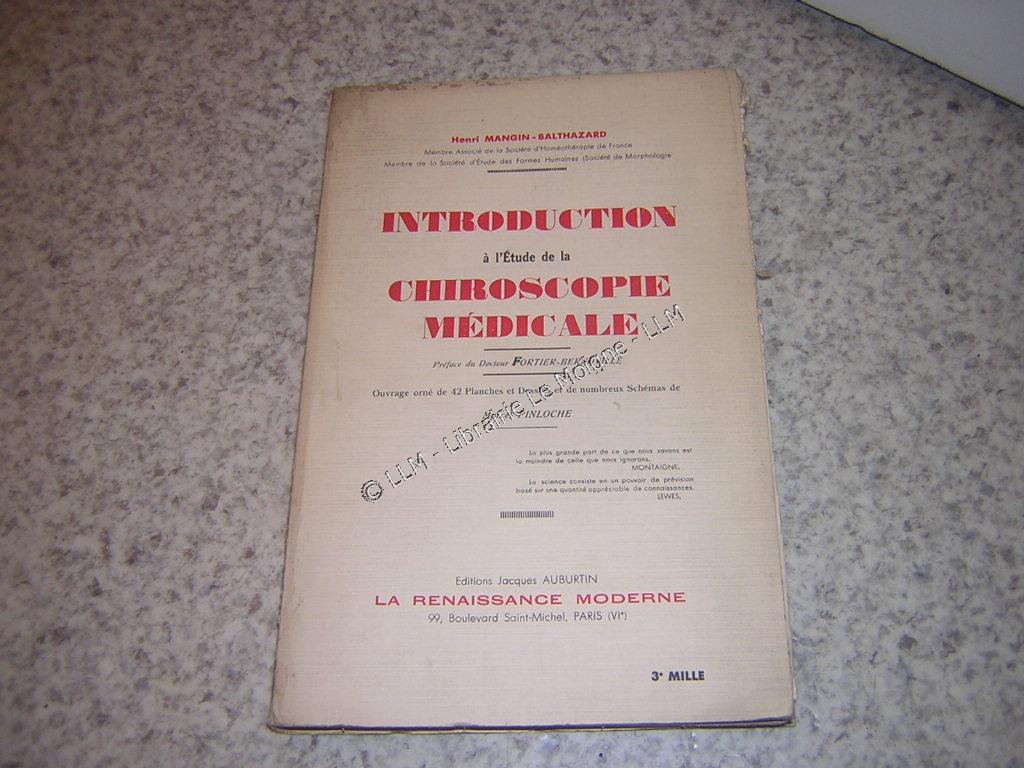 Henri MANGIN-BALTHAZARD
Membre Associé de la Société d'Homéothérapie de France
Membre de la Société d'Étude des Formes Humaines (Société de Morphologie
INTRODUCTION
à l'Étude de la
CHIROSCOPIE
MÉDICALE
Préface du Docteur FORTIER-BERNOVILLE
Ouvrage orné de 42 Planches et Dessins et de nombreux Schémas de
PINLOCHE
La plus grande part de ce que nous savons est
la moindre de celle que nous ignorons,
MONTAIGNE,
La science consiste en un pouvoir de prévision
basé sur une quantité appréciable de connaissances.
LEWES,
Editions Jacques AUBURTIN
LA RENAISSANCE MODERNE
99, Boulevard Saint-Michel, PARIS (VIe)
3e MILLE
© LLM - Librairie Le Moigne - LLM